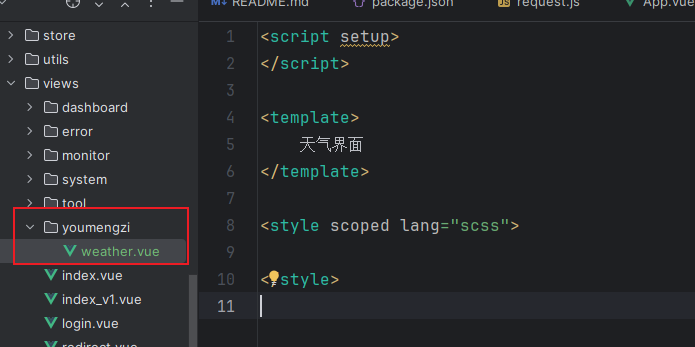 README.md package.json request.js App.vue
store
utils
views
dashboard
error
monitor
system
tool
youmengzi
weather.vue
index.vue
index_v1.vue
login.vue
redirect.vue
1 <script setup>
2 </script>
3
4 <template>
5 天气界面
6 </template>
7
8 <style scoped lang="scss">
9
10 < style>
11